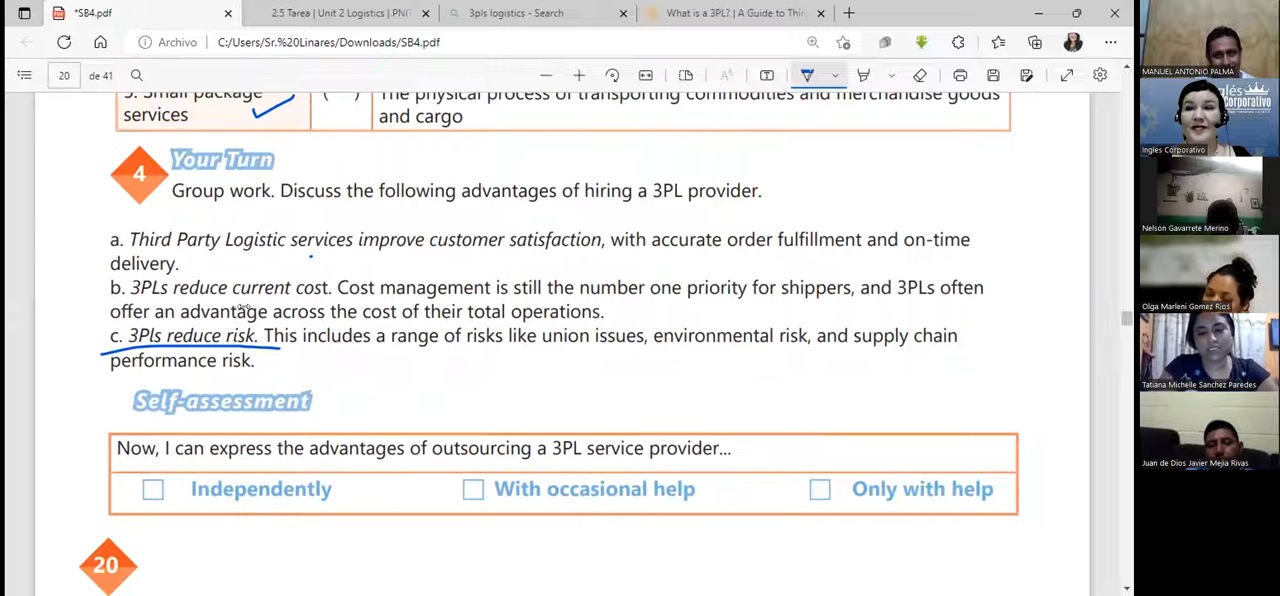 *SB4.pdf
2.5 Tarea | Unit 2 Logistics | PNI
3pls logistics - Search
What is a 3PL? | A Guide to Thir
Archivo
C:/Users/Sr.%20Linares/Downloads/SB4.pdf
20
de 41
3. Small package
services
The physical process of transporting commodities and merchandise goods
and cargo
4
Your Turn
Group work. Discuss the following advantages of hiring a 3PL provider.
a. Third Party Logistic services improve customer satisfaction, with accurate order fulfillment and on-time
delivery.
b. 3PLs reduce current cost. Cost management is still the number one priority for shippers, and 3PLs often
offer an advantage across the cost of their total operations.
c. 3Pls reduce risk. This includes a range of risks like union issues, environmental risk, and supply chain
performance risk.
Self-assessment
Now, I can express the advantages of outsourcing a 3PL service provider...
Independently
With occasional help
Only with help
20
MANUEL ANTONIO PALMA
Inglés
Corporativo
Ingles Corporativo
Nelson Gavarrete Merino
Olga Marleni Gomez Rios
Tatiana Michelle Sanchez Paredes
Juan de Dios Javier Mejia Rivas